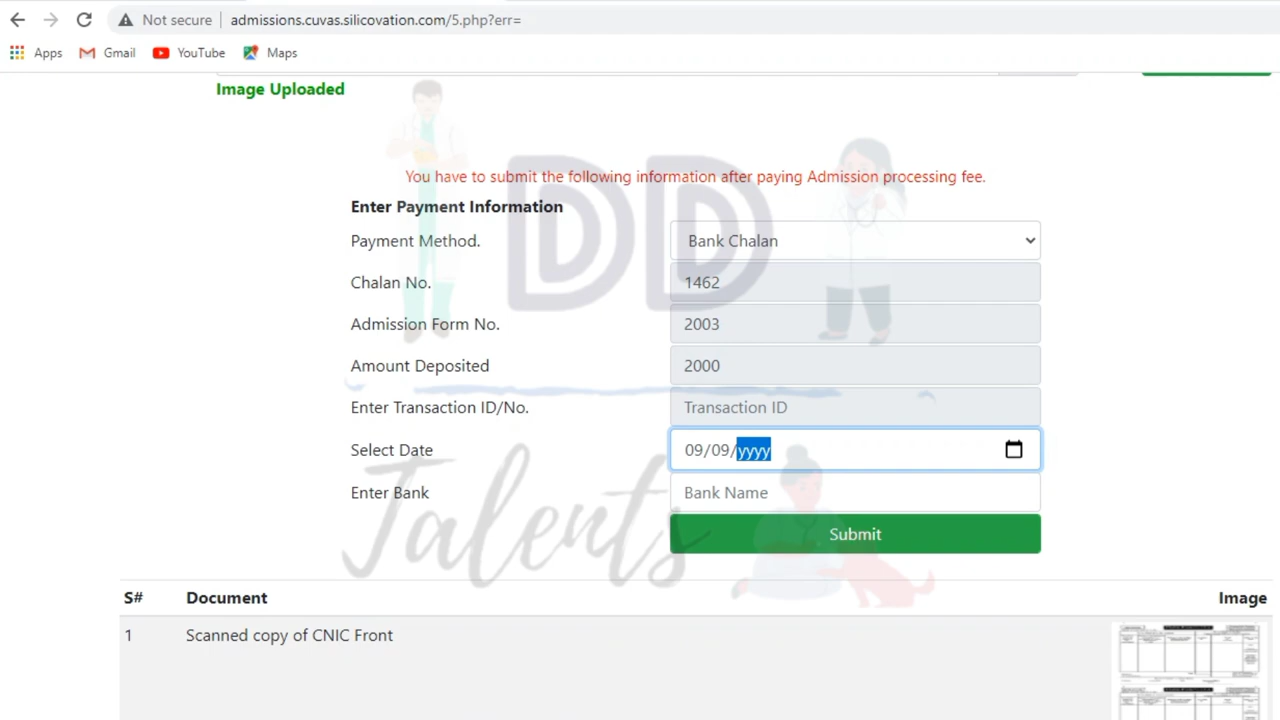 Not secure admissions.cuvas.silicovation.com/5.php?err=
Apps Gmail YouTube Maps
Image Uploaded
DD
You have to submit the following information after paying Admission processing fee.
Enter Payment Information
Payment Method. Bank Chalan
Chalan No. 1462
Admission Form No. 2003
Amount Deposited 2000
Enter Transaction ID/No. Transaction ID
Select Date 09/09/yyyy
Enter Bank Bank Name
Talents
Submit
S# Document Image
1 Scanned copy of CNIC Front